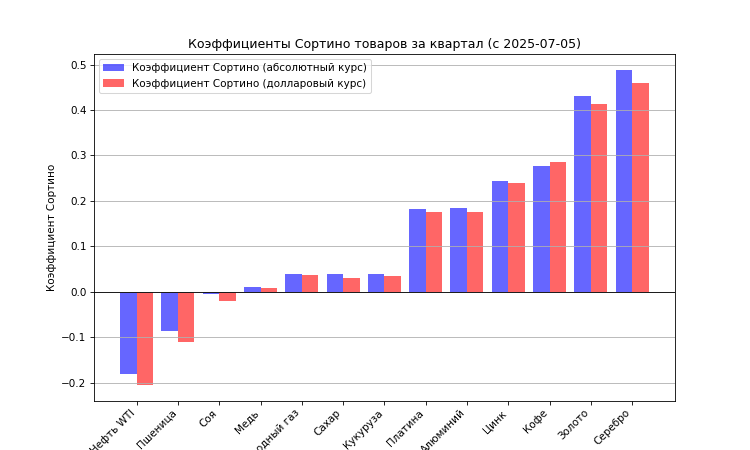 Коэффициенты Сортино товаров за квартал (с 2025-07-05)
Коэффициент Сортино (абсолютный курс)
Коэффициент Сортино (долларовый курс)
Коэффициент Сортино
0.5
0.4
0.3
0.2
0.1
0.0
−0.1
−0.2
Нефть WTI
Пшеница
Соя
Медь
газ
Сахар
Кукуруза
Платина
Алюминий
Цинк
Кофе
Золото
Серебро